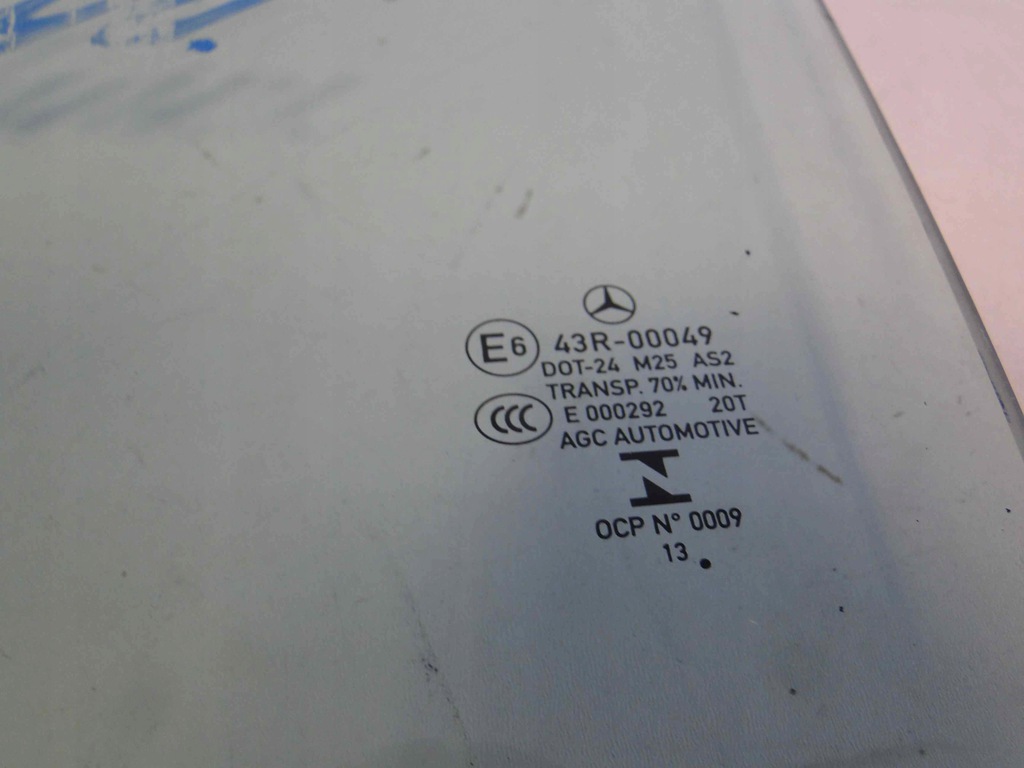 E6 43R-00049
DOT-24 M25 AS2
TRANSP. 70% MIN.
CCC E 000292 20T
AGC AUTOMOTIVE
OCP N° 0009
13 .